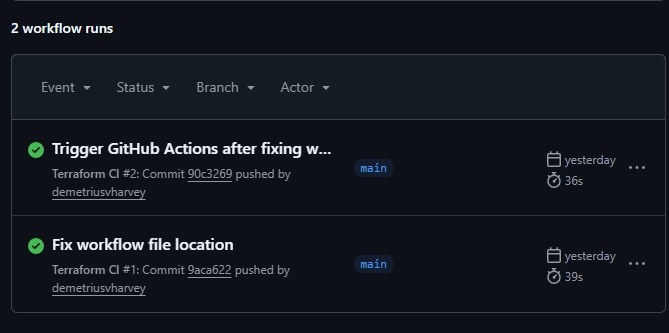 2 workflow runs
Event Status Branch Actor
Trigger GitHub Actions after fixing w...
main
yesterday
Terraform CI #2: Commit 90c3269 pushed by
36s
demetriusvharvey
Fix workflow file location
main
yesterday
Terraform CI #1: Commit 9aca622 pushed by
39s
demetriusvharvey